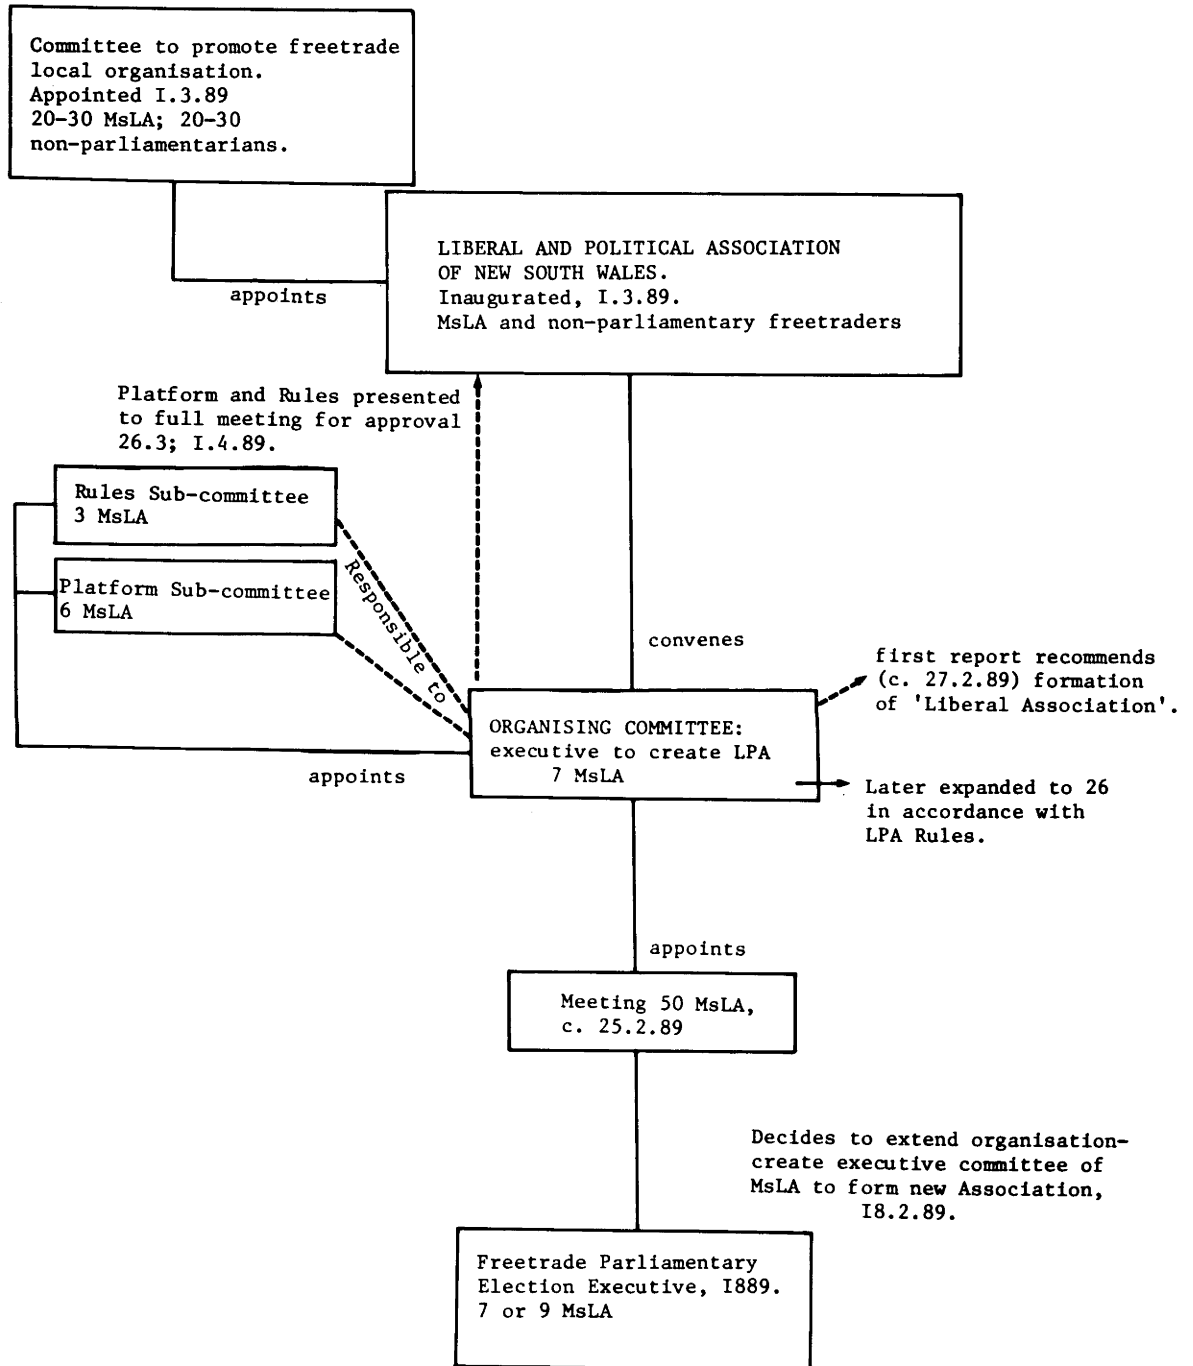 Committee to promote freetrade
local organisation.
Appointed I.3.89
20-30 MsLA; 20-30
non-parliamentarians.
appoints
LIBERAL AND POLITICAL ASSOCIATION
OF NEW SOUTH WALES.
Inaugurated, I.3.89.
MsLA and non-parliamentary freetraders
Platform and Rules presented
to full meeting for approval
26.3; I.4.89.
Rules Sub-committee
3 MsLA
Platform Sub-committee
6 MsLA
Responsible to
convenes
first report recommends
(c. 27.2.89) formation
of 'Liberal Association'.
ORGANISING COMMITTEE:
executive to create LPA
7 MsLA
appoints
Later expanded to 26
in accordance with
LPA Rules.
appoints
Meeting 50 MsLA,
c. 25.2.89
Decides to extend organisation-
create executive committee of
MsLA to form new Association,
I8.2.89.
Freetrade Parliamentary
Election Executive, I889.
7 or 9 MsLA